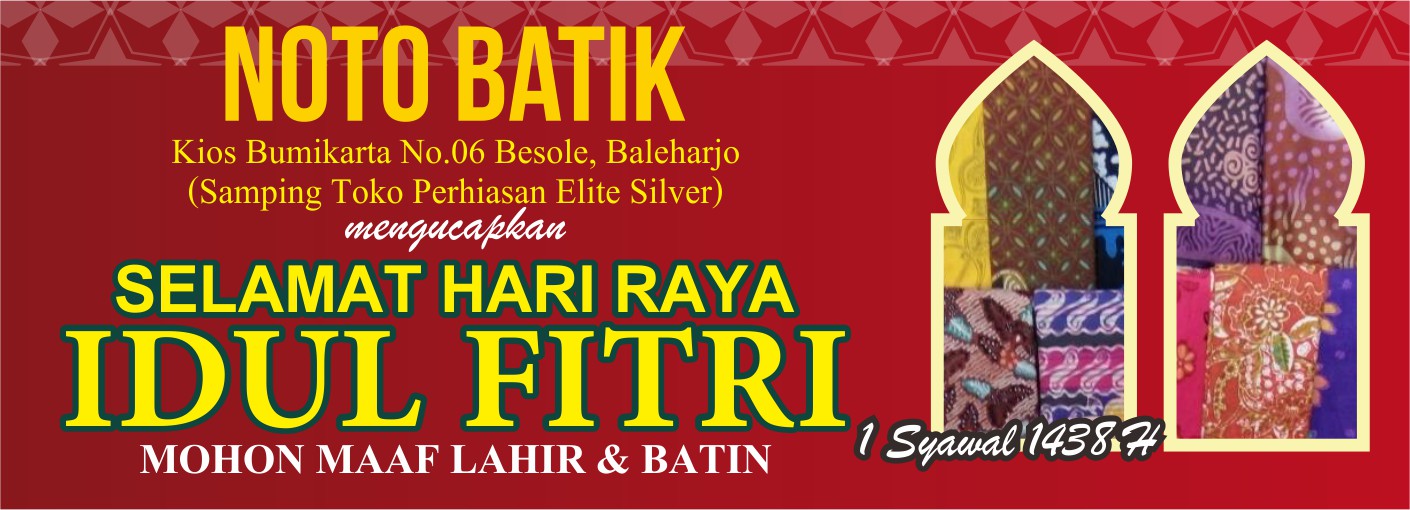 NOTO BATIK
Kios Bumikarta No.06 Besole, Baleharjo
(Samping Toko Perhiasan Elite Silver)
mengucapkan
SELAMAT HARI RAYA
IDUL FITRI
MOHON MAAF LAHIR & BATIN
1 Syawal 1438 H